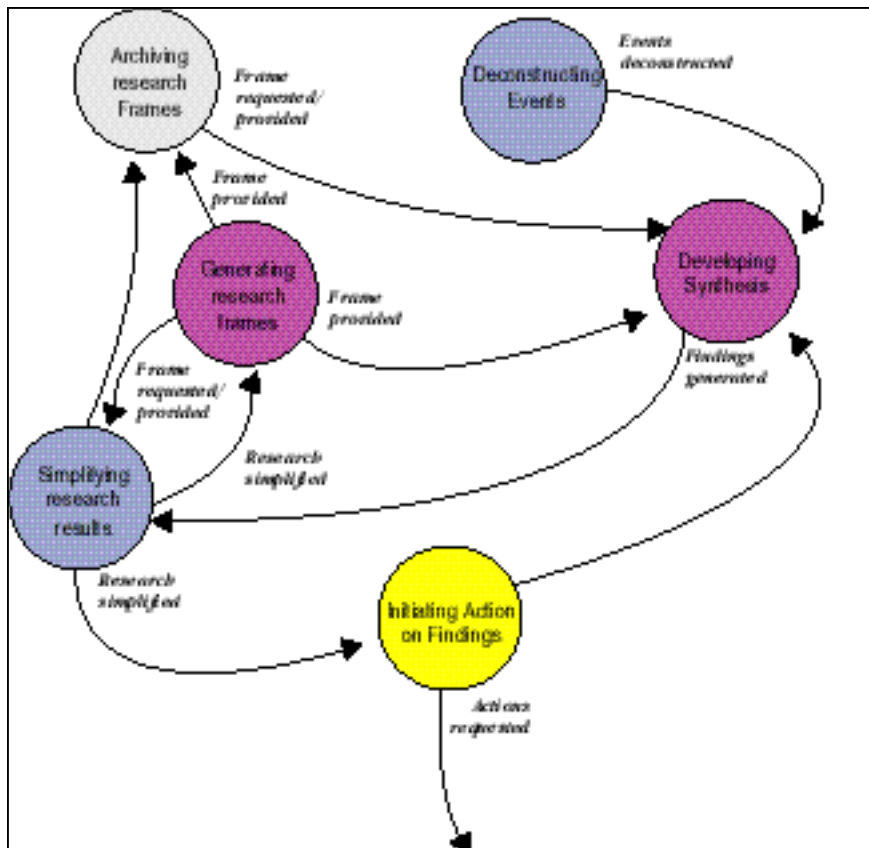 Archiving
research
Frames
Frame
requested/
provided
Deconstructing
Events
Events
deconstructed
Frame
provided
Generating
research
frames
Frame
provided
Developing
Synthesis
Findings
generated
Frame
requested/
provided
Research
simplified
Simplifying
research
results.
Research
simplified
Initiating Action
on Findings
Actions
requested